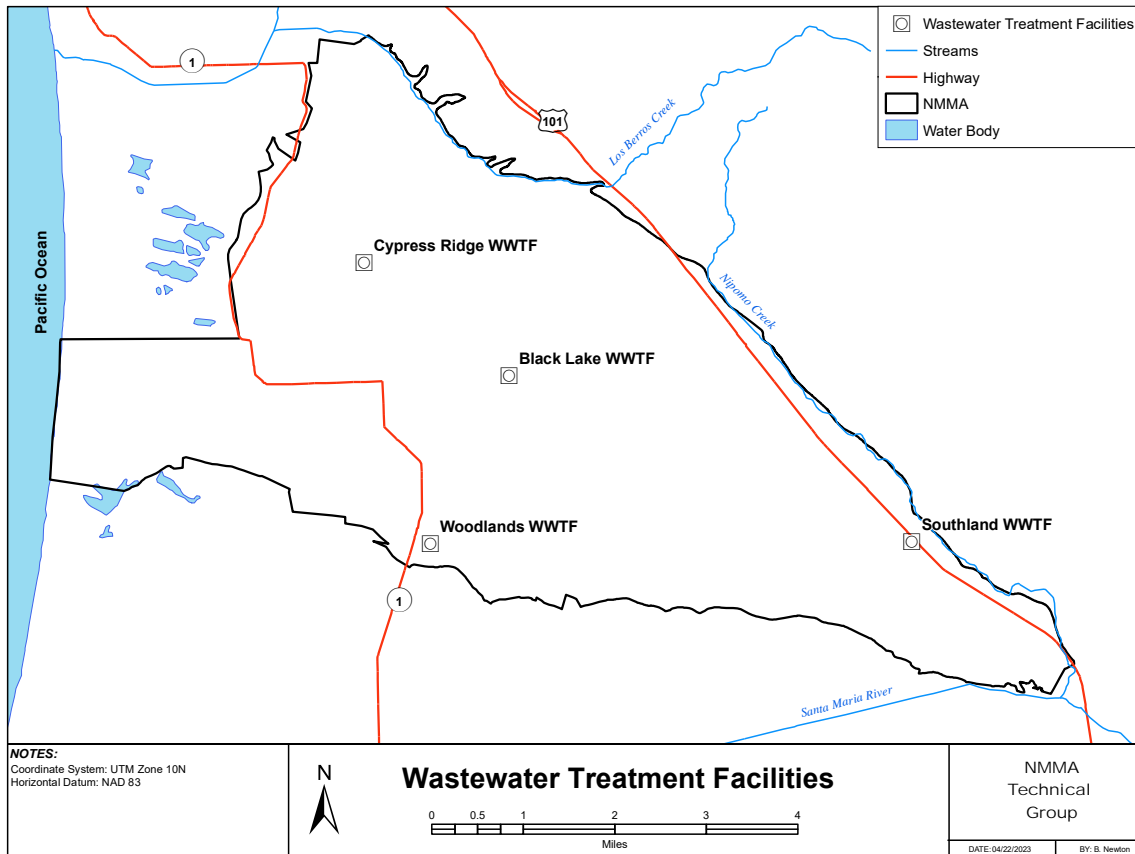 Wastewater Treatment Facilities
Streams
Highway
NMMA
Water Body
1
101
Los Berros Creek
Cypress Ridge WWTF
Pacific Ocean
Nipomo Creek
Black Lake WWTF
Woodlands WWTF
Southland WWTF
1
Santa Maria River
NOTES:
Coordinate System: UTM Zone 10N
Horizontal Datum: NAD 83
N
Wastewater Treatment Facilities
0 0.5 1 2 3 4
Miles
NMMA
Technical
Group
DATE:04/22/2023
BY: B. Newton